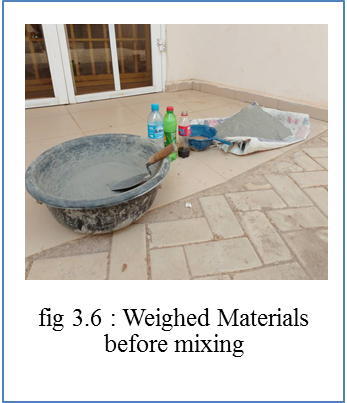 fig 3.6 : Weighed Materials
before mixing